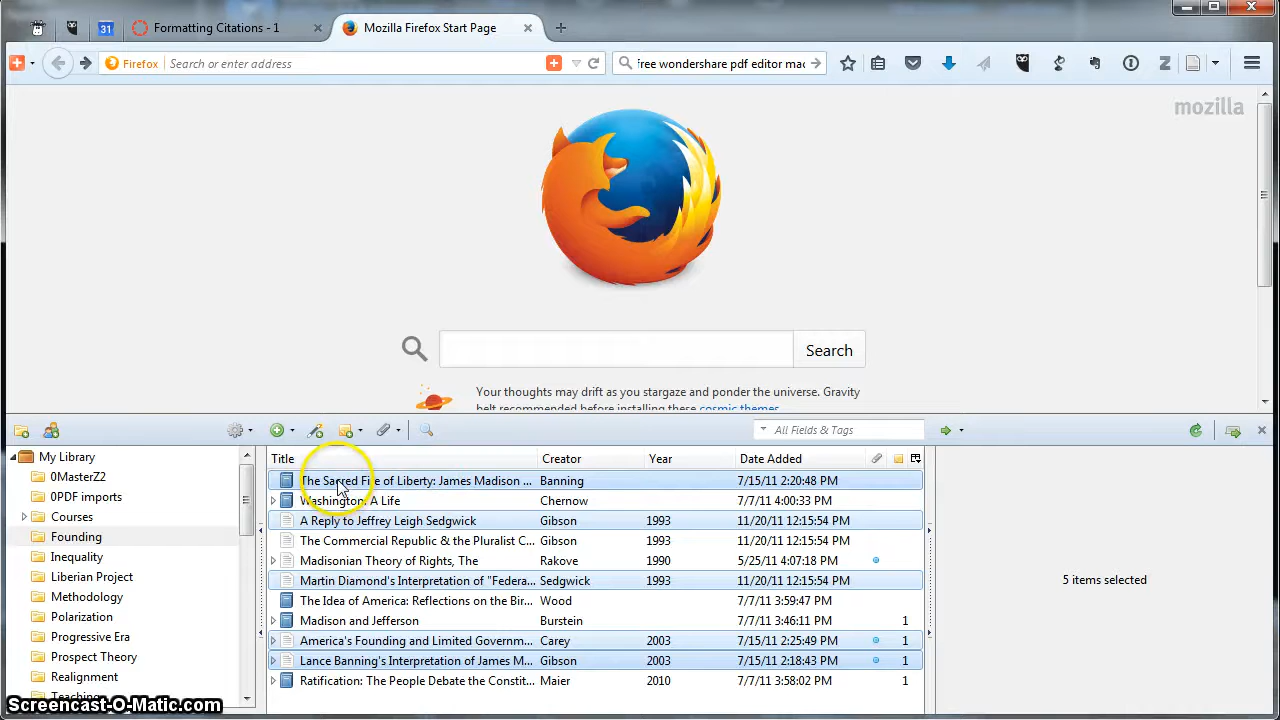 31
Formatting Citations - 1
Mozilla Firefox Start Page
Firefox
Search or enter address
free wondershare pdf editor mac
mozilla
Search
Your thoughts may drift as you stargaze and ponder the universe. Gravity
belt recommended before installing these cosmic themes.
All Fields & Tags
My Library
0MasterZ2
0PDF imports
Courses
Founding
Inequality
Liberian Project
Methodology
Polarization
Progressive Era
Prospect Theory
Realignment
Teaching
Title Creator Year Date Added
The Sacred Fire of Liberty: James Madison ... Banning 7/15/11 2:20:48 PM
Washington: A Life Chernow 7/7/11 4:00:33 PM
A Reply to Jeffrey Leigh Sedgwick Gibson 1993 11/20/11 12:15:54 PM
The Commercial Republic & the Pluralist C... Gibson 1993 11/20/11 12:15:54 PM
Madisonian Theory of Rights, The Rakove 1990 5/25/11 4:07:18 PM
Martin Diamond's Interpretation of "Federa... Sedgwick 1993 11/20/11 12:15:54 PM
The Idea of America: Reflections on the Bir... Wood 7/7/11 3:59:47 PM
Madison and Jefferson Burstein 7/7/11 3:46:11 PM 1
America's Founding and Limited Governm... Carey 2003 7/15/11 2:25:49 PM 1
Lance Banning's Interpretation of James M... Gibson 2003 7/15/11 2:18:43 PM 1
Ratification: The People Debate the Constit... Maier 2010 7/7/11 3:58:02 PM 1
5 items selected
Screencast-O-Matic.com